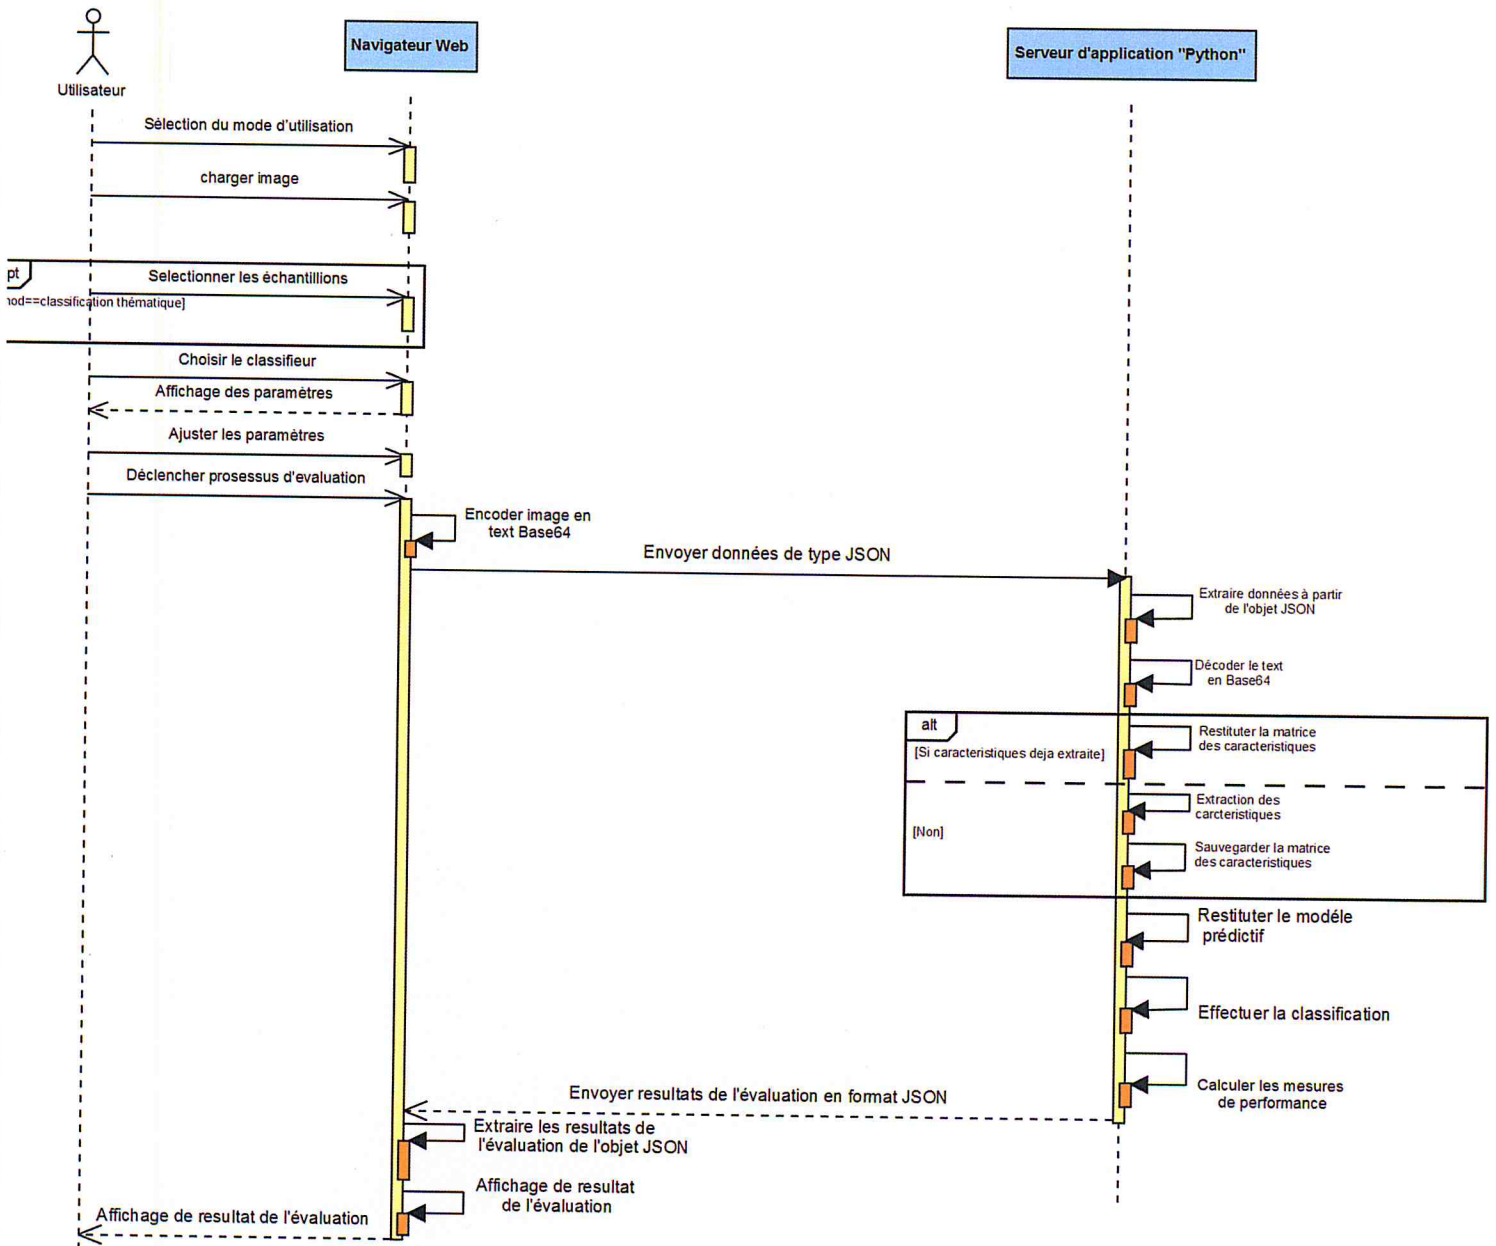 Utilisateur
Navigateur Web
Serveur d'application "Python"
Sélection du mode d'utilisation
charger image
pt
Selectionner les échantillions
nod==classification thématique]
Choisir le classifieur
Affichage des paramètres
Ajuster les paramètres
Déclencher prosessus d'evaluation
Encoder image en
text Base64
Envoyer données de type JSON
Extraire données à partir
de l'objet JSON
Décoder le text
en Base64
alt
[Si caracteristiques deja extraite]
Restituter la matrice
des caracteristiques
Extraction des
carcteristiques
[Non]
Sauvegarder la matrice
des caracteristiques
Restituter le modéle
prédictif
Effectuer la classification
Calculer les mesures
de performance
Envoyer resultats de l'évaluation en format JSON
Extraire les resultats de
l'évaluation de l'objet JSON
Affichage de resultat
de l'évaluation
Affichage de resultat de l'évaluation